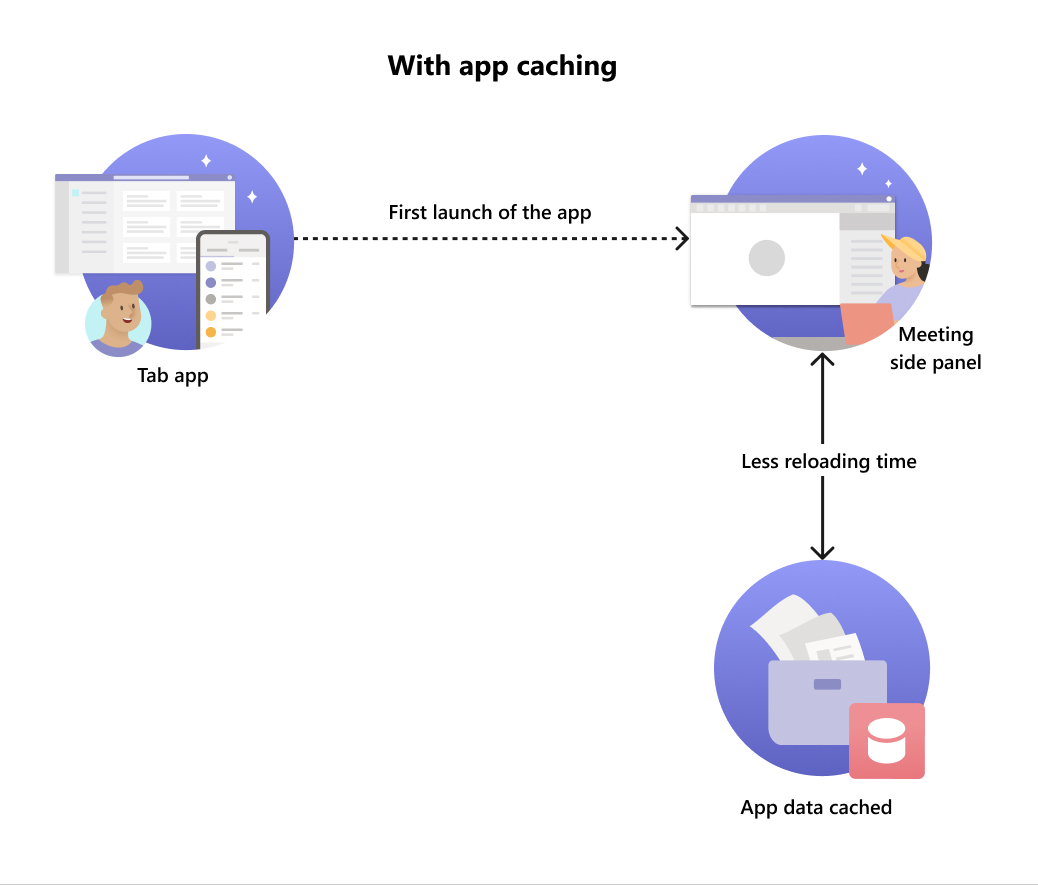 With app caching
First launch of the app
Tab app
Meeting
side panel
Less reloading time
App data cached